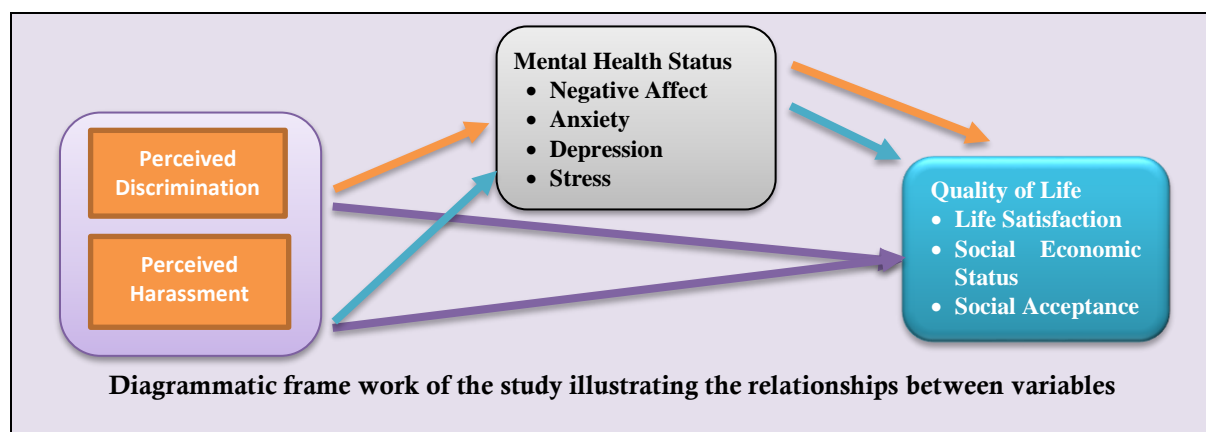 Perceived
Discrimination
Perceived
Harassment
Mental Health Status
• Negative Affect
• Anxiety
• Depression
• Stress
Quality of Life
• Life Satisfaction
• Social Economic
Status
• Social Acceptance
Diagrammatic frame work of the study illustrating the relationships between variables